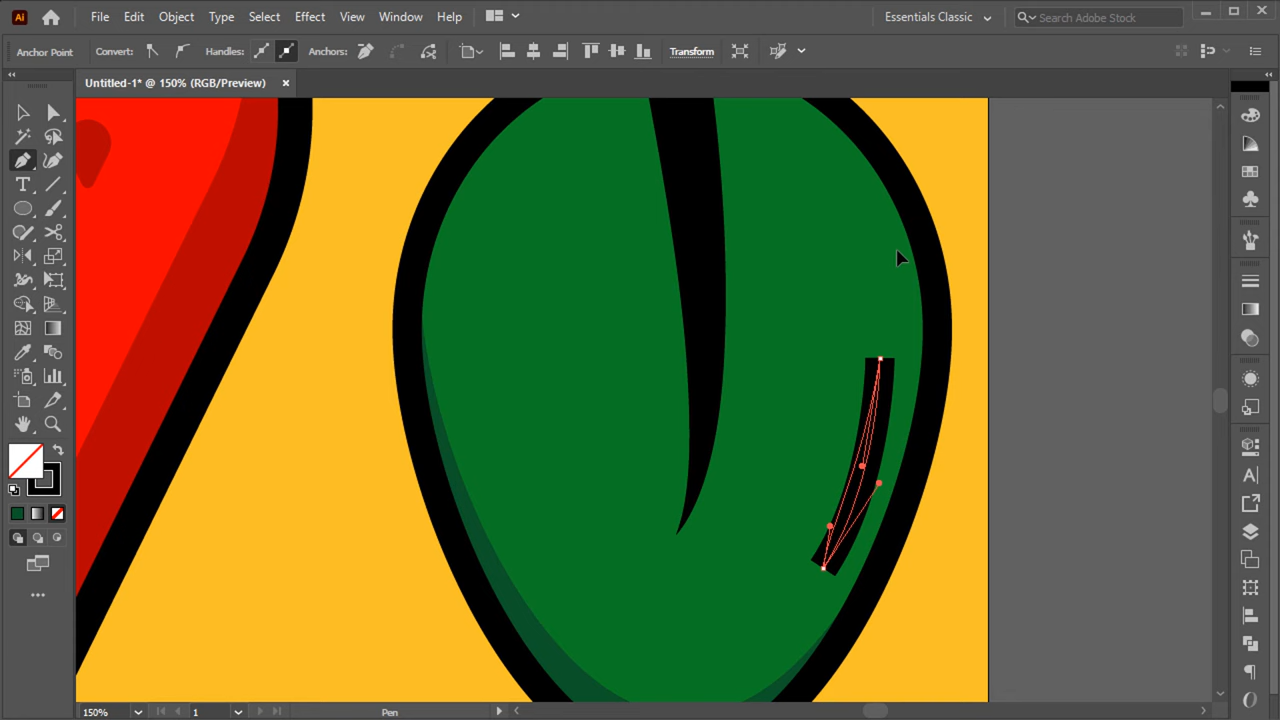 Ai File Edit Object Type Select Effect View Window Help Essentials Classic Search Adobe Stock
Anchor Point Convert: Handles: Anchors: Transform
Untitled-1* @ 150% (RGB/Preview)
150% 1 Pen